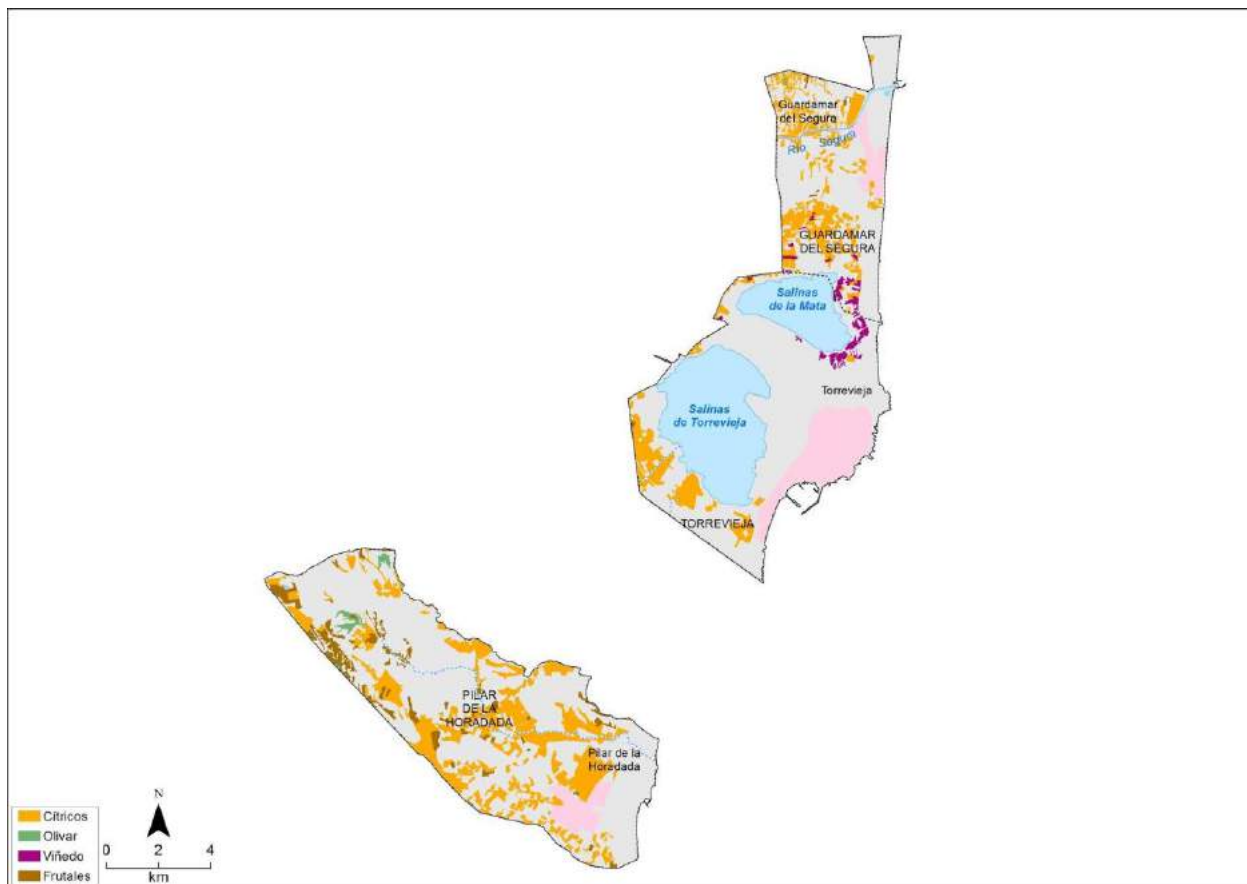 Guardamar
del Segura
Río Segura
GUARDAMAR
DEL SEGURA
Salinas
de la Mata
Torrevieja
Salinas
de Torrevieja
TORREVIEJA
PILAR
DE LA
HORADADA
Pilar de la
Horadada
Cítricos
Olivar
Viñedo
Frutales
N
0 2 4
km